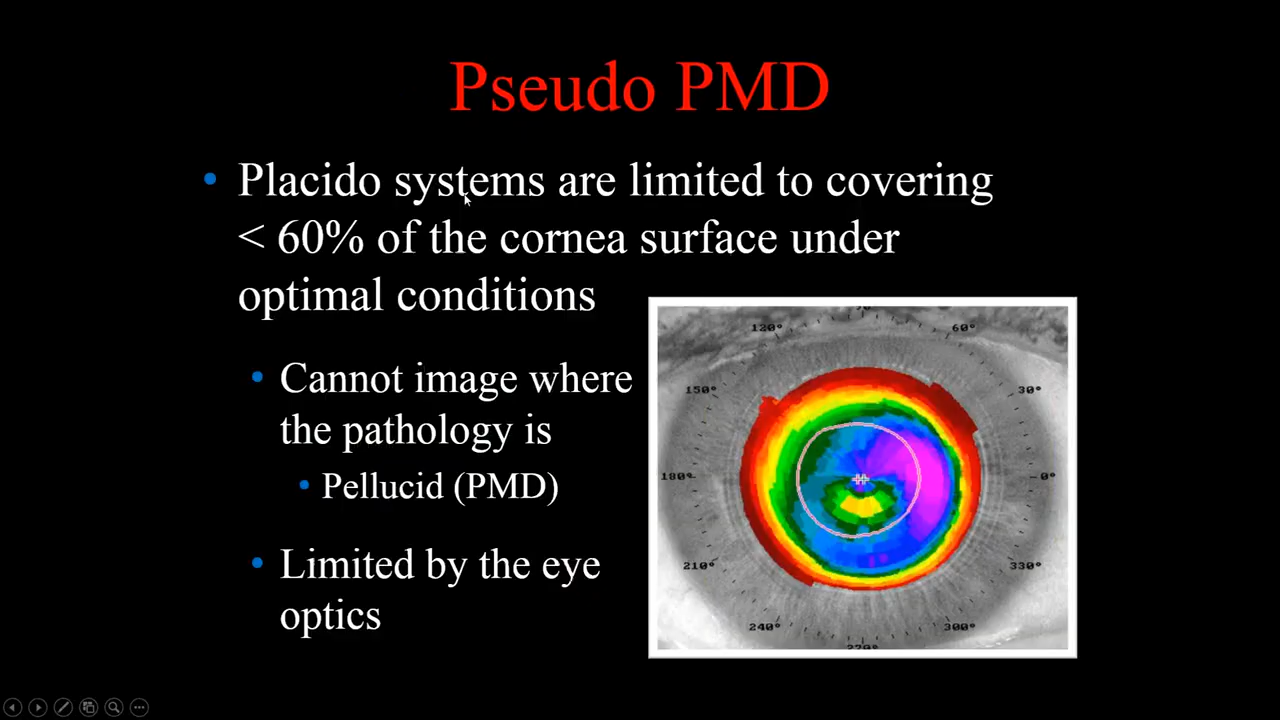 Pseudo PMD
Placido systems are limited to covering
< 60% of the cornea surface under
optimal conditions
Cannot image where
the pathology is
Pellucid (PMD)
Limited by the eye
optics
120°
60°
150°
30°
180°
0°
210°
330°
240°
300°
270°